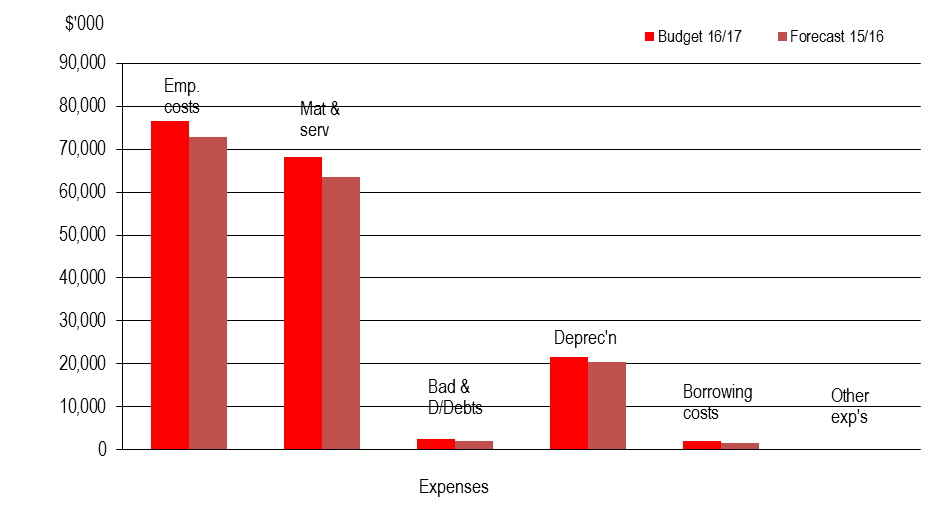 $'000
Budget 16/17
Forecast 15/16
90,000
80,000
70,000
60,000
50,000
40,000
30,000
20,000
10,000
0
Emp.
costs
Mat &
serv
Bad &
D/Debts
Deprec'n
Borrowing
costs
Other
exp's
Expenses